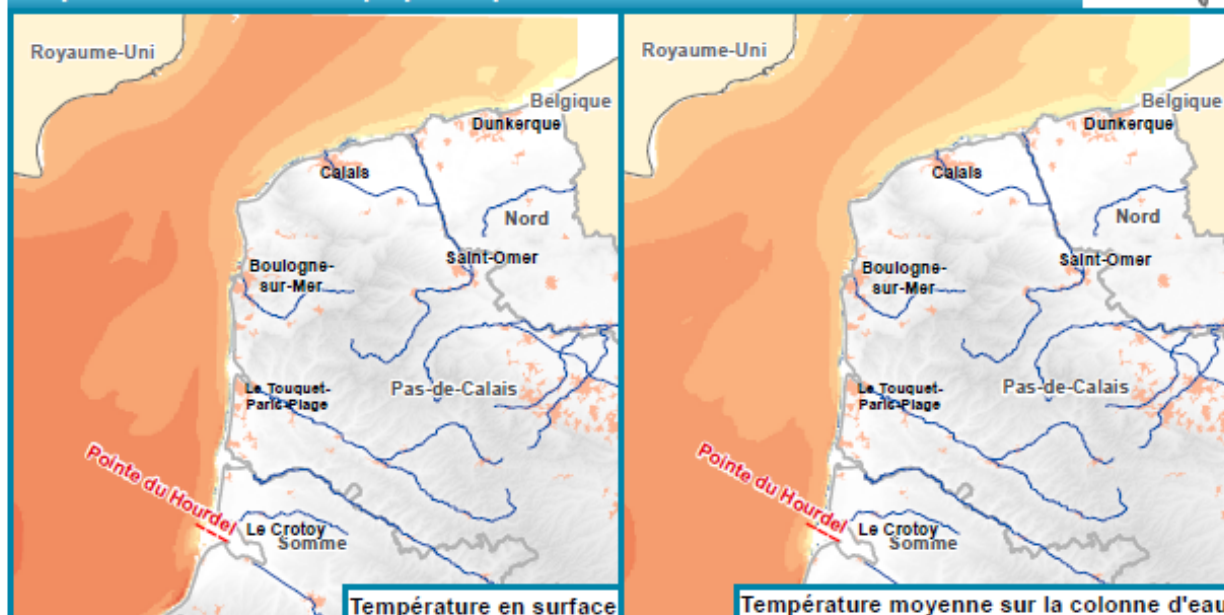 Royaume-Uni
Belgique
Dunkerque
Calais
Nord
Saint-Omer
Boulogne-
sur-Mer
Le Touquet-
Paris-Plage
Pas-de-Calais
Pointe du Hourdel
Le Crotoy
Somme
Température en surface
Royaume-Uni
Belgique
Dunkerque
Calais
Nord
Saint-Omer
Boulogne-
sur-Mer
Le Touquet-
Paris-Plage
Pas-de-Calais
Pointe du Hourdel
Le Crotoy
Somme
Température moyenne sur la colonne d'eau